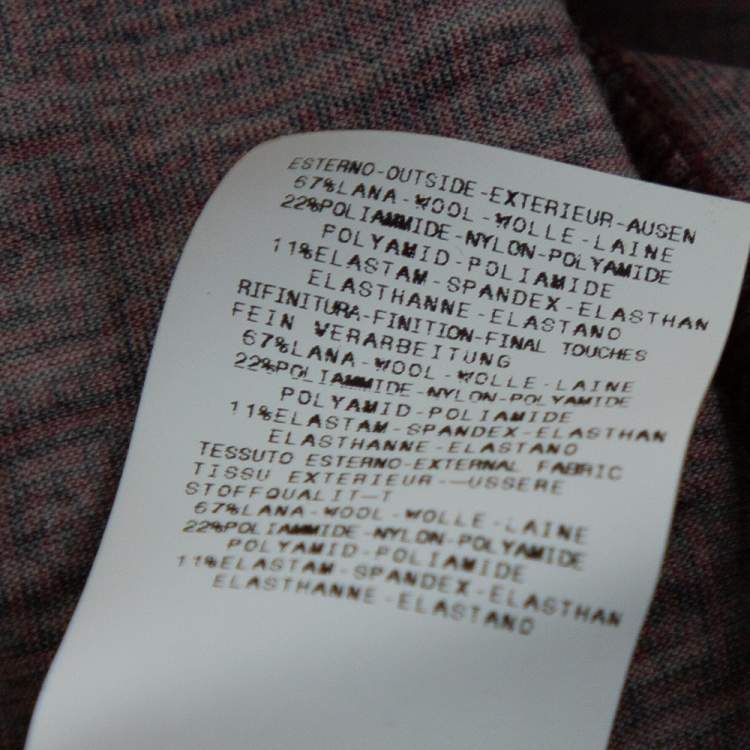 ESTERNO-OUTSIDE-EXTERIEUR-AUSEN
67%LANA-WOOL-WOLLE-LAINE
22%POLIAMMIDE-NYLON-POLYAMIDE
POLYAMID-POLIAMIDE
11%ELASTAM-SPANDEX-ELASTHAN
ELASTHANNE-ELASTANO
RIFINITURA-FINITION-FINAL TOUCHES
FEIN VERARBEITUNG
67%LANA-WOOL-WOLLE-LAINE
22%POLIAMMIDE-NYLON-POLYAMIDE
POLYAMID-POLIAMIDE
11%ELASTAM-SPANDEX-ELASTHAN
ELASTHANNE-ELASTANO
TESSUTO ESTERNO-EXTERNAL FABRIC
TISSU EXTERIEUR-—USSERE
STOFFQUALIT—T
67%LANA-WOOL-WOLLE-LAINE
22%POLIAMMIDE-NYLON-POLYAMIDE
POLYAMID-POLIAMIDE
11%ELASTAM-SPANDEX-ELASTHAN
ELASTHANNE-ELASTANO